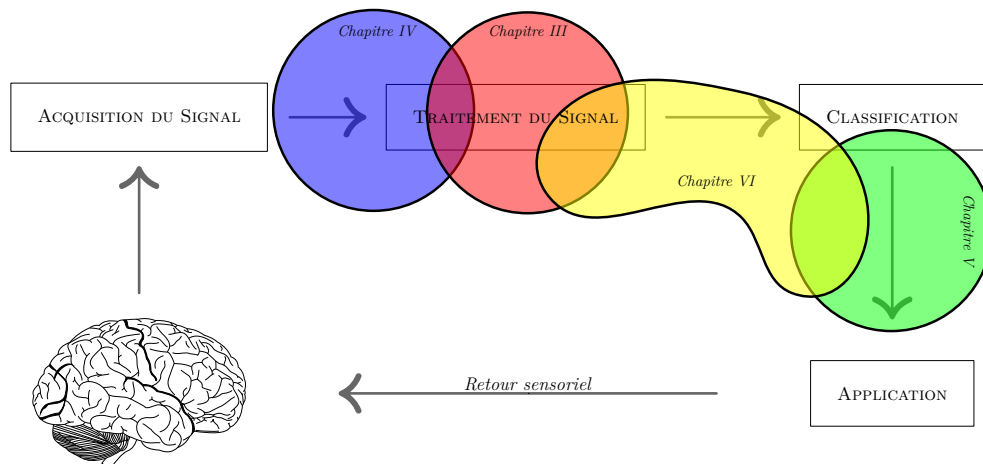 Chapitre IV
Chapitre III
Acquisition du Signal
Traitement du Signal
Classification
Chapitre VI
Chapitre V
Retour sensoriel
Application